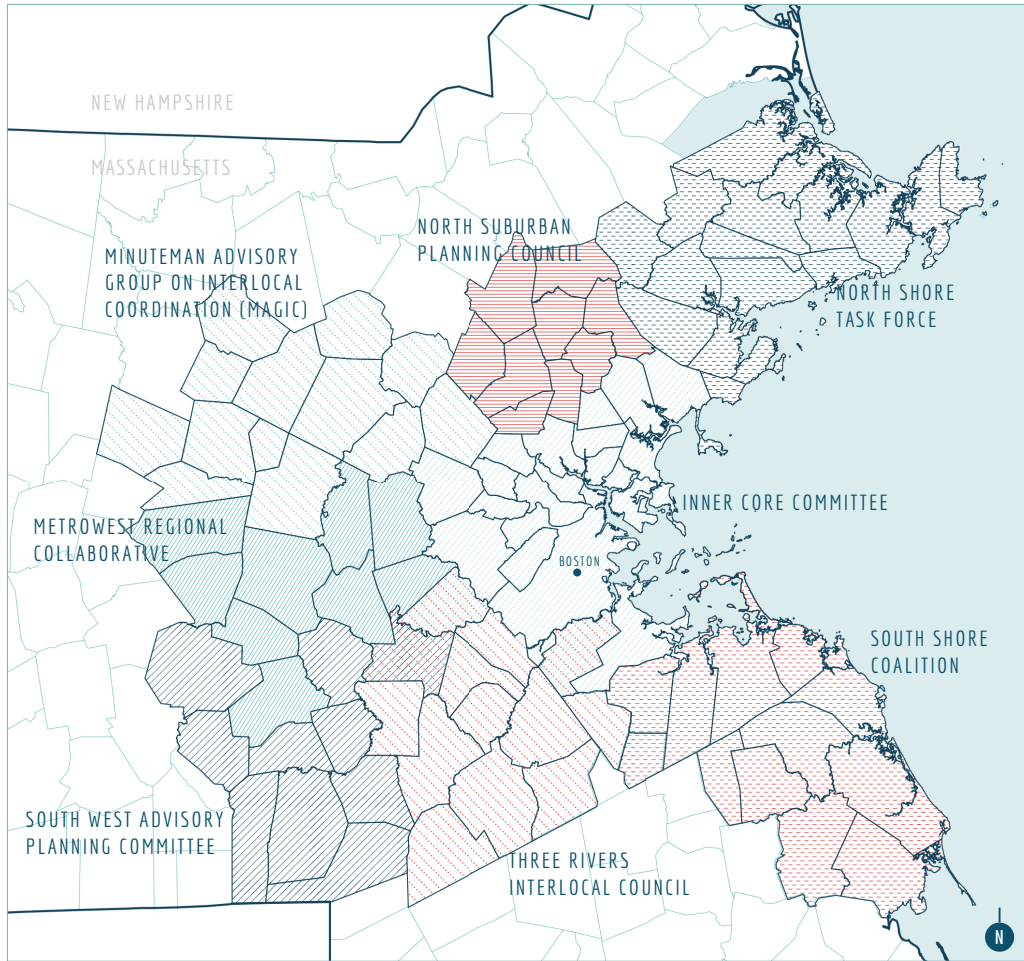 NEW HAMPSHIRE
MASSACHUSETTS
NORTH SUBURBAN
PLANNING COUNCIL
MINUTEMAN ADVISORY
GROUP ON INTERLOCAL
COORDINATION (MAGIC)
NORTH SHORE
TASK FORCE
INNER CORE COMMITTEE
METROWEST REGIONAL
COLLABORATIVE
BOSTON
SOUTH SHORE
COALITION
SOUTH WEST ADVISORY
PLANNING COMMITTEE
THREE RIVERS
INTERLOCAL COUNCIL
N